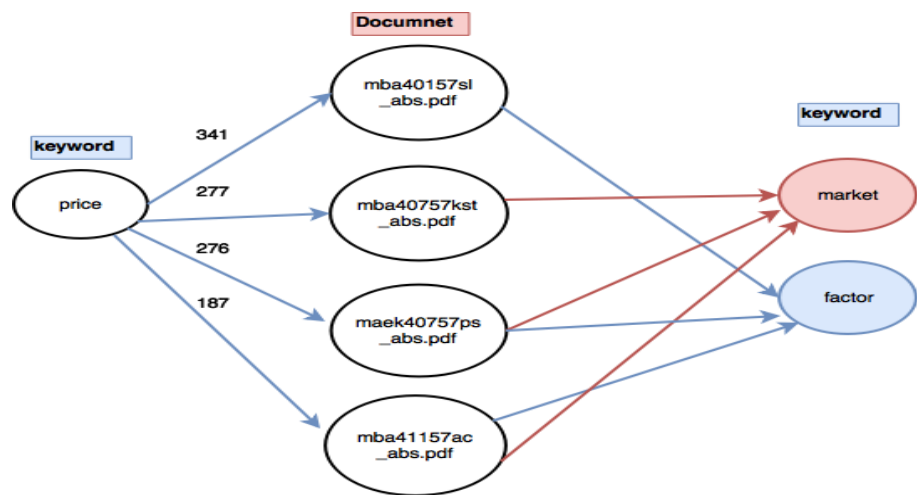 Documnet
mba40157sl
_abs.pdf
keyword
price
341
277
276
187
mba40757kst
_abs.pdf
maek40757ps
_abs.pdf
mba41157ac
_abs.pdf
keyword
market
factor